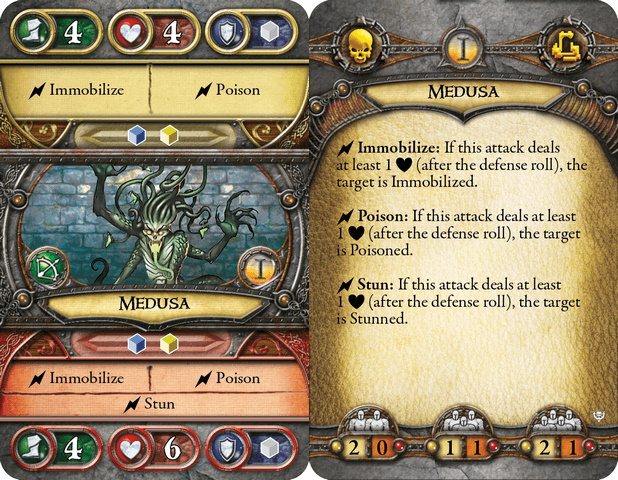 4 4
Immobilize Poison
I
MEDUSA
Immobilize Poison
Stun
4 6
I
MEDUSA
Immobilize: If this attack deals
at least 1 (after the defense roll), the
target is Immobilized.
Poison: If this attack deals at least
1 (after the defense roll), the target
is Poisoned.
Stun: If this attack deals at least
1 (after the defense roll), the target
is Stunned.
2 0 1 1 2 1